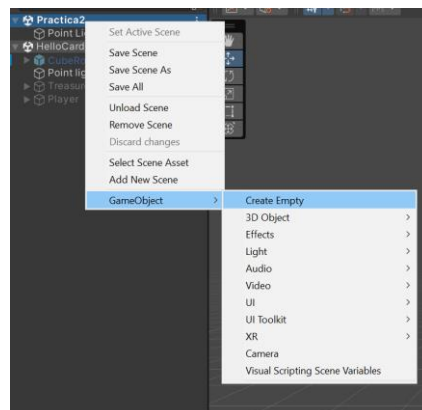 Practica2
Point Li
HelloCard
CubeRo
Point lig
Treasur
Player
Set Active Scene
Save Scene
Save Scene As
Save All
Unload Scene
Remove Scene
Discard changes
Select Scene Asset
Add New Scene
GameObject
Create Empty
3D Object
Effects
Light
Audio
Video
UI
UI Toolkit
XR
Camera
Visual Scripting Scene Variables